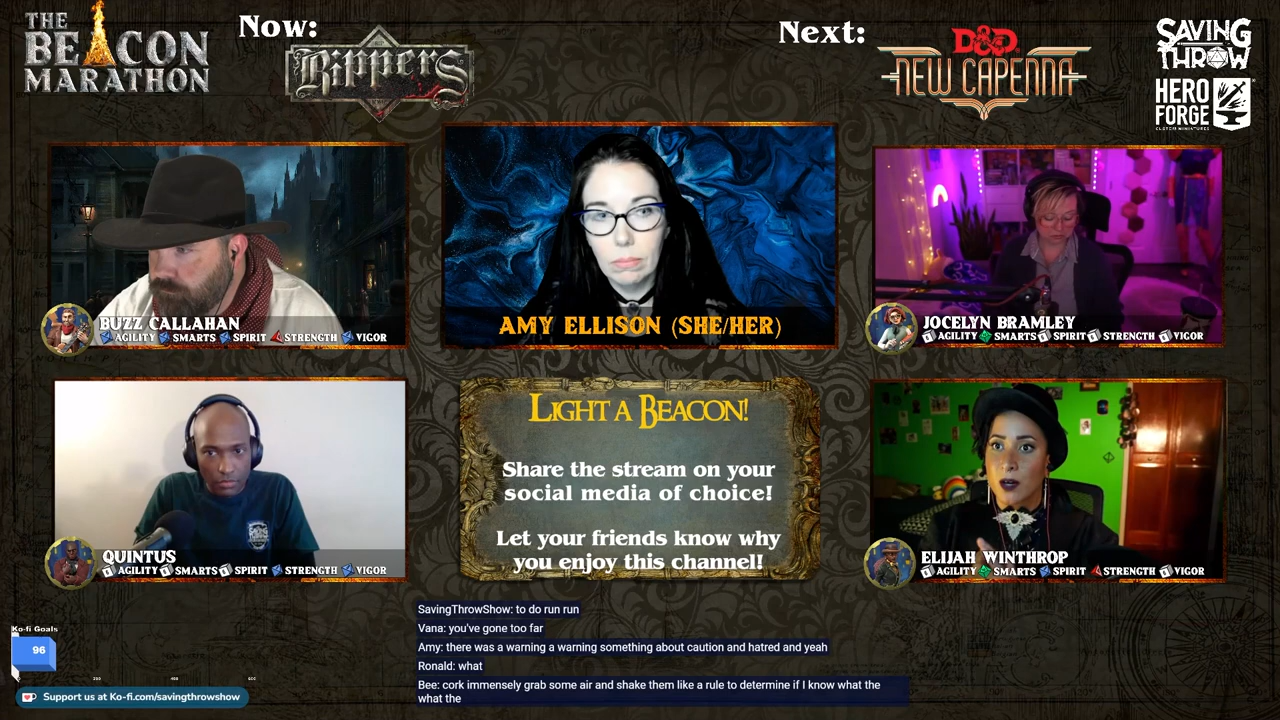 THE
BEACON
MARATHON
Now:
Rippers
Next:
D&D
NEW CAPENNA
SAVING
THROW
HERO
FORGE
CUSTOM MINIATURES
BUZZ CALLAHAN
AGILITY SMARTS SPIRIT STRENGTH VIGOR
AMY ELLISON (SHE/HER)
JOCELYN BRAMLEY
AGILITY SMARTS SPIRIT STRENGTH VIGOR
QUINTUS
AGILITY SMARTS SPIRIT STRENGTH VIGOR
LIGHT A BEACON!
Share the stream on your
social media of choice!
Let your friends know why
you enjoy this channel!
ELIJAH WINTHROP
AGILITY SMARTS SPIRIT STRENGTH VIGOR
SavingThrowShow: to do run run
Vana: you've gone too far
Amy: there was a warning a warning something about caution and hatred and yeah
Ronald: what
Bee: cork immensely grab some air and shake them like a rule to determine if I know what the
what the
Ko-fi Goals
96
Support us at Ko-fi.com/savingthrowshow